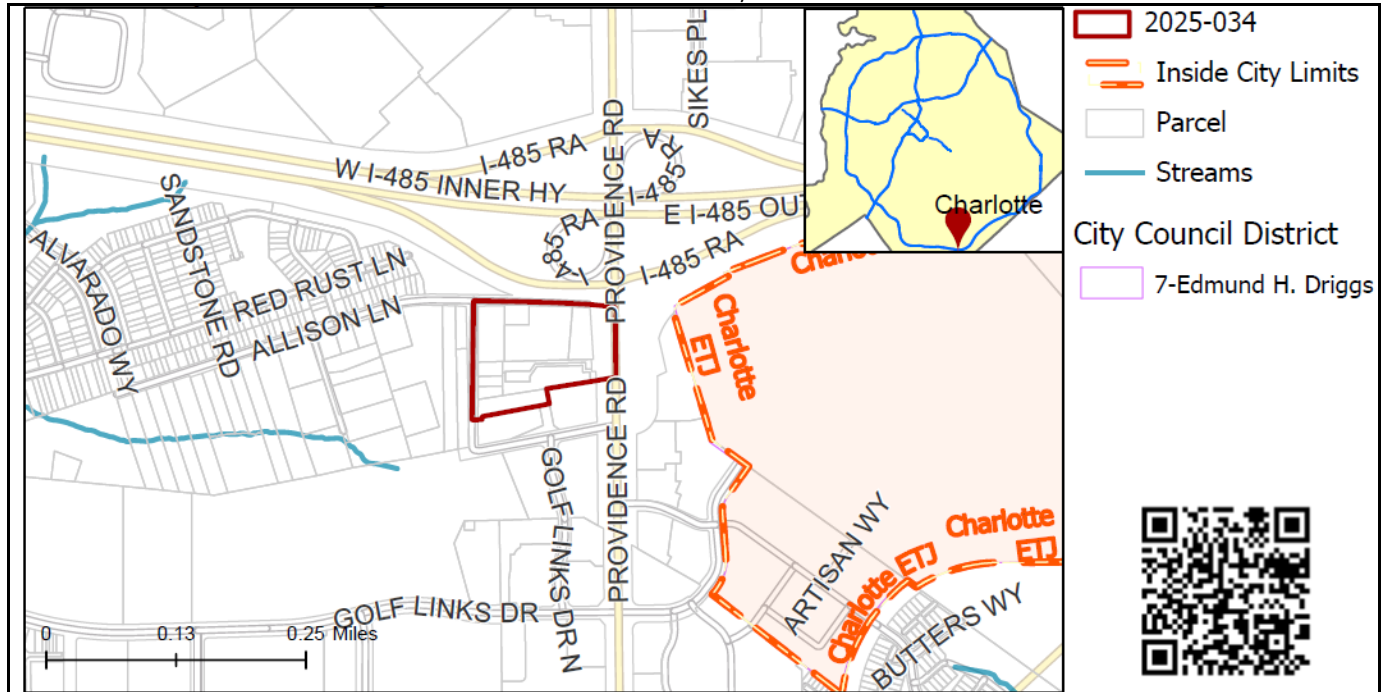 SIKES PL
PROVIDENCE RD
I-485 RA
I-485 RA
W I-485 INNER HY
E I-485 OUT
I-485 RA
I-485 RA
SANDSTONE RD
ALVARADO WY
RED RUST LN
ALLISON LN
Charlotte
Charlotte
ETJ
PROVIDENCE RD
GOLF LINKS DR N
ARTISAN WY
Charlotte
ETJ
Charlotte ETJ
BUTTERS WY
GOLF LINKS DR
0 0.13 0.25 Miles
2025-034
Inside City Limits
Parcel
Streams
City Council District
7-Edmund H. Driggs